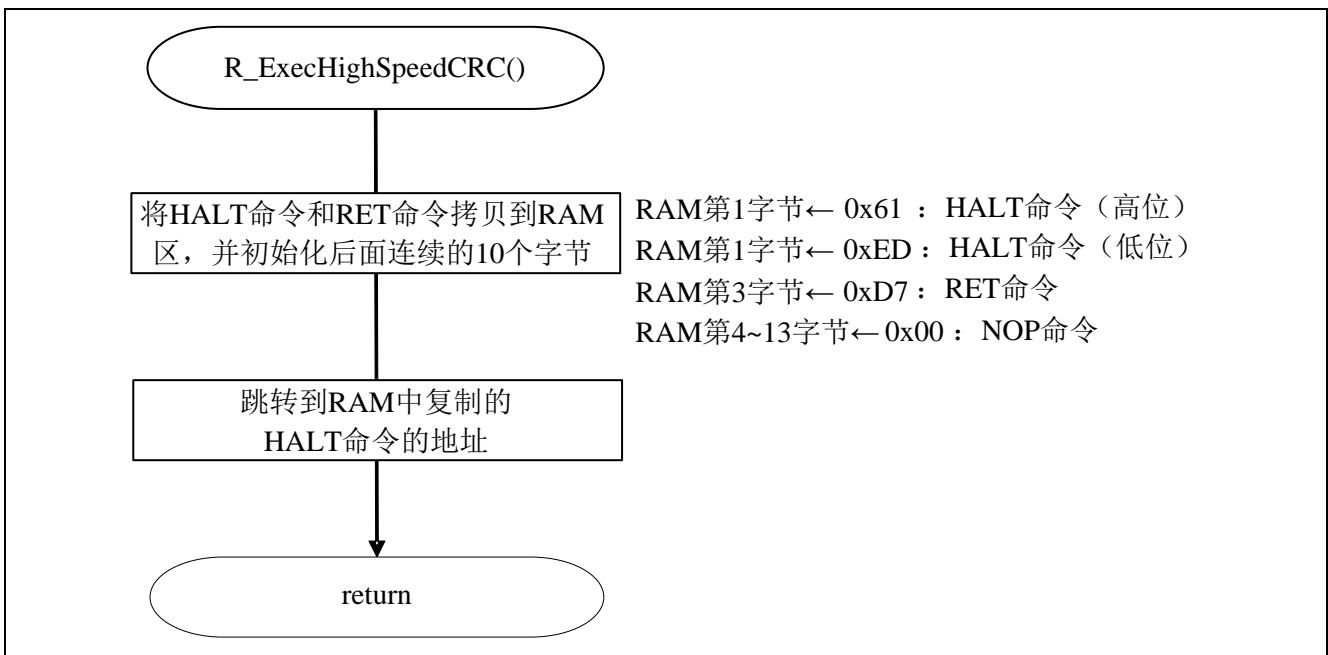 R_ExecHighSpeedCRC()
将HALT命令和RET命令拷贝到RAM
区，并初始化后面连续的10个字节
RAM第1字节← 0x61 ：HALT命令（高位）
RAM第1字节← 0xED：HALT命令（低位）
RAM第3字节← 0xD7：RET命令
RAM第4~13字节← 0x00：NOP命令
跳转到RAM中复制的
HALT命令的地址
return